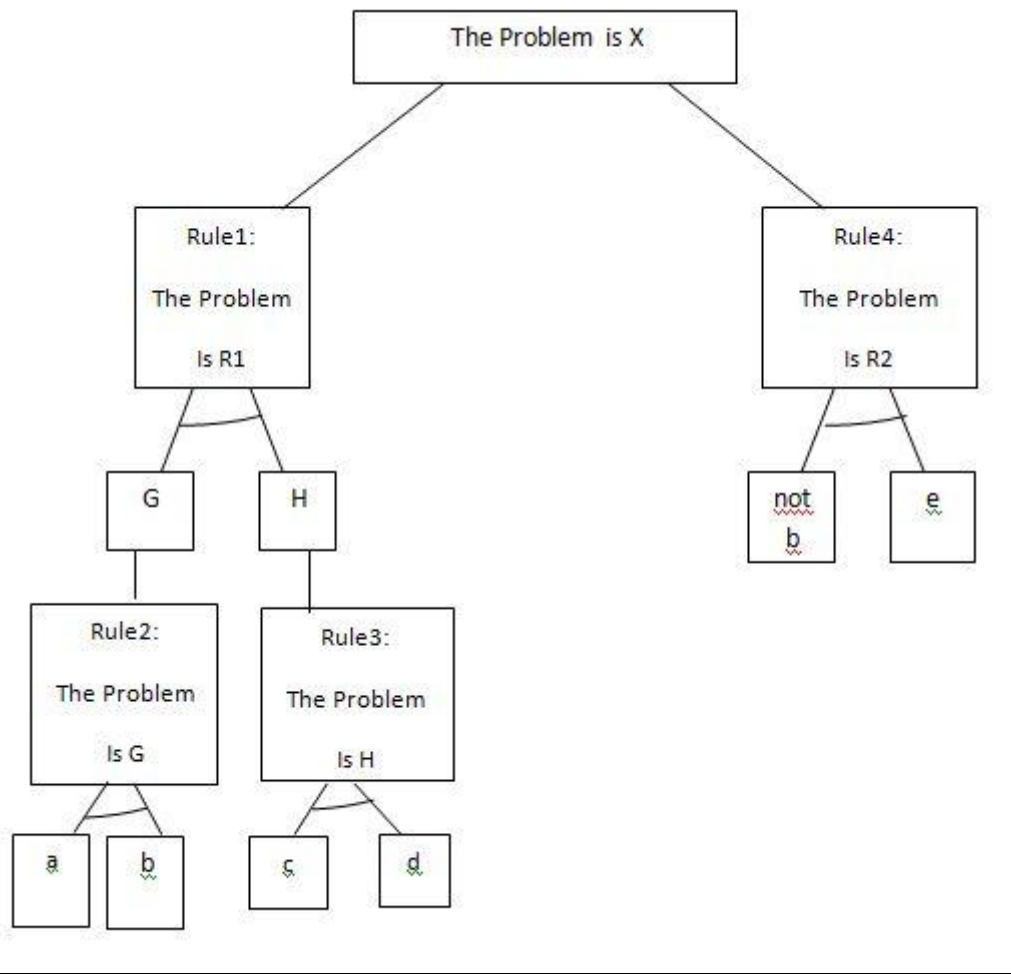 The Problem is X
Rule1:
The Problem
Is R1
Rule4:
The Problem
Is R2
G
H
not
b
e
Rule2:
The Problem
Is G
Rule3:
The Problem
Is H
a
b
c
d